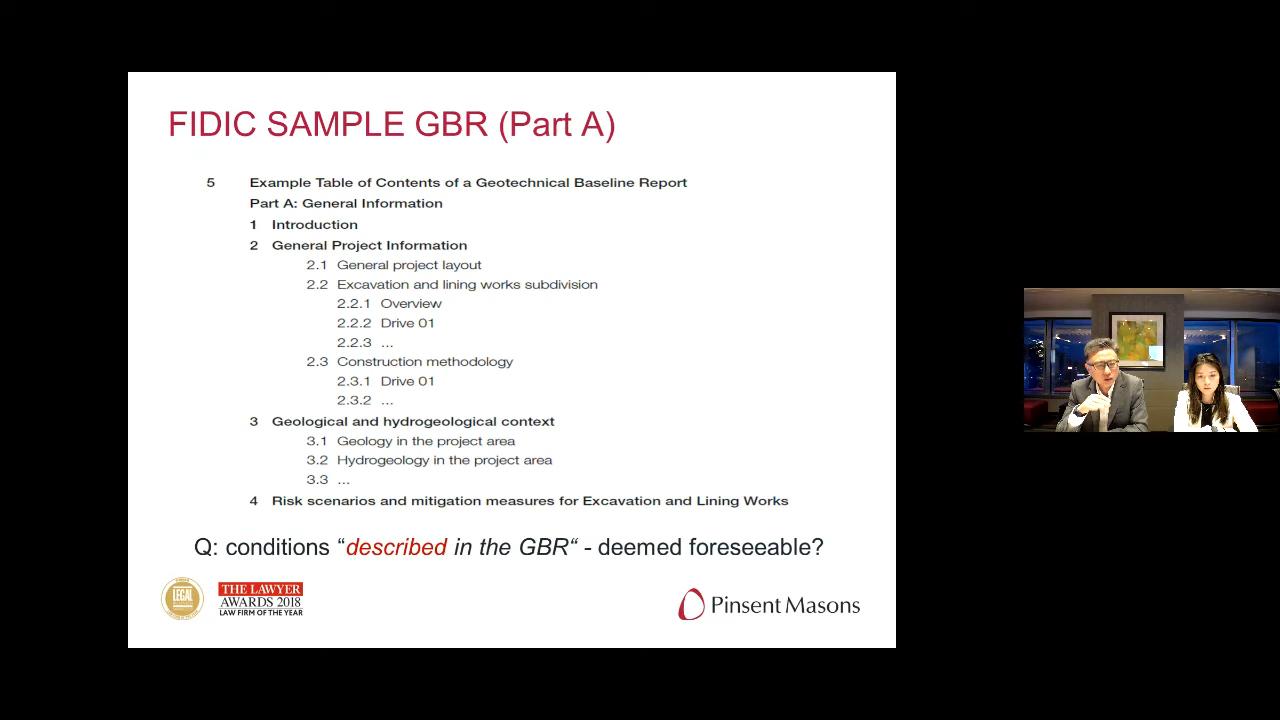 FIDIC SAMPLE GBR (Part A)
5 Example Table of Contents of a Geotechnical Baseline Report
Part A: General Information
1 Introduction
2 General Project Information
2.1 General project layout
2.2 Excavation and lining works subdivision
2.2.1 Overview
2.2.2 Drive 01
2.2.3 ...
2.3 Construction methodology
2.3.1 Drive 01
2.3.2 ...
3 Geological and hydrogeological context
3.1 Geology in the project area
3.2 Hydrogeology in the project area
3.3 ...
4 Risk scenarios and mitigation measures for Excavation and Lining Works
Q: conditions “described in the GBR“ - deemed foreseeable?
LEGAL
THE LAWYER
AWARDS 2018
LAW FIRM OF THE YEAR
Pinsent Masons